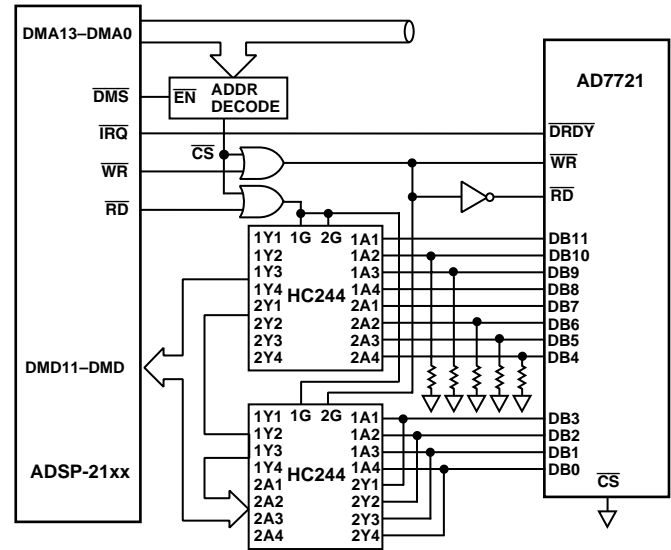 DMA13–DMA0
AD7721
DMS
EN ADDR DECODE
IRQ
DRDY
CS
WR
WR
RD
RD
1Y1 1G 2G 1A1 DB11
1Y2 1A2 DB10
1Y3 1A3 DB9
1Y4 HC244 1A4 DB8
2Y1 2A1 DB7
2Y2 2A2 DB6
2Y3 2A3 DB5
2Y4 2A4 DB4
DMD11–DMD
1Y1 1G 2G 1A1 DB3
1Y2 1A2 DB2
1Y3 1A3 DB1
1Y4 HC244 1A4 DB0
2A1 2Y1
2A2 2Y2
2A3 2Y3
2A4 2Y4
ADSP-21xx
CS